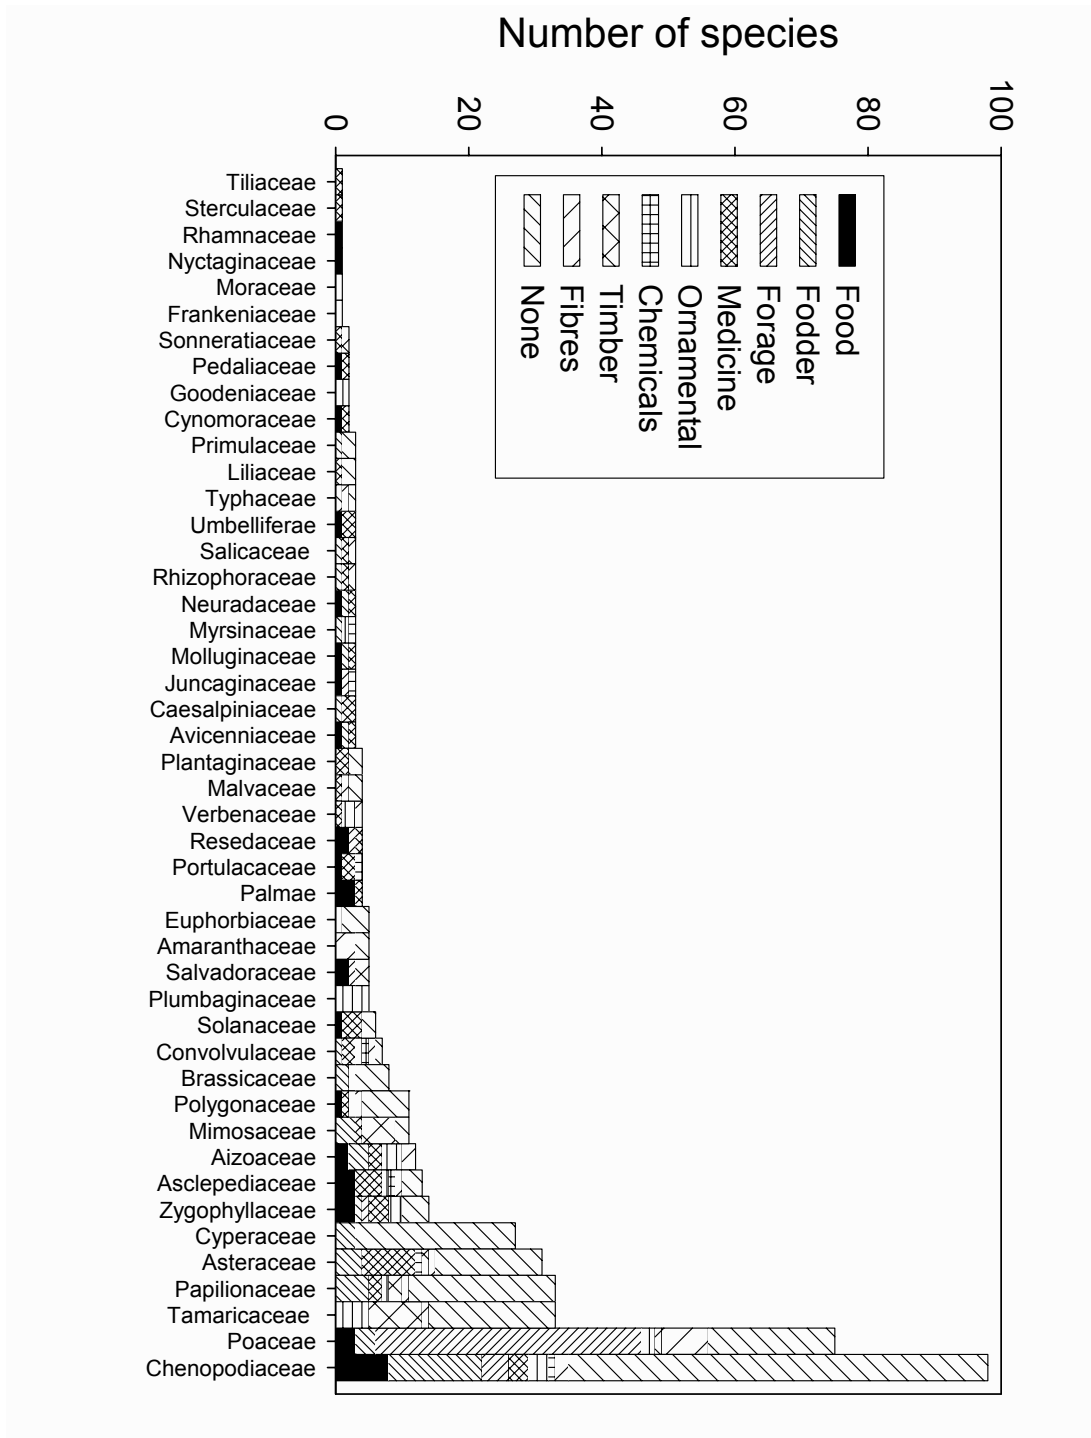 Number of species
0
20
40
60
80
100
Food
Fodder
Forage
Medicine
Ornamental
Chemicals
Timber
Fibres
None
Tiliaceae
Sterculaceae
Rhamnaceae
Nyctaginaceae
Moraceae
Frankeniaceae
Sonneratiaceae
Pedaliaceae
Goodeniaceae
Cynomoraceae
Primulaceae
Liliaceae
Typhaceae
Umbelliferae
Salicaceae
Rhizophoraceae
Neuradaceae
Myrsinaceae
Molluginaceae
Juncaginaceae
Caesalpiniaceae
Avicenniaceae
Plantaginaceae
Malvaceae
Verbenaceae
Resedaceae
Portulacaceae
Palmae
Euphorbiaceae
Amaranthaceae
Salvadoraceae
Plumbaginaceae
Solanaceae
Convolvulaceae
Brassicaceae
Polygonaceae
Mimosaceae
Aizoaceae
Asclepediaceae
Zygophyllaceae
Cyperaceae
Asteraceae
Papilionaceae
Tamaricaceae
Poaceae
Chenopodiaceae